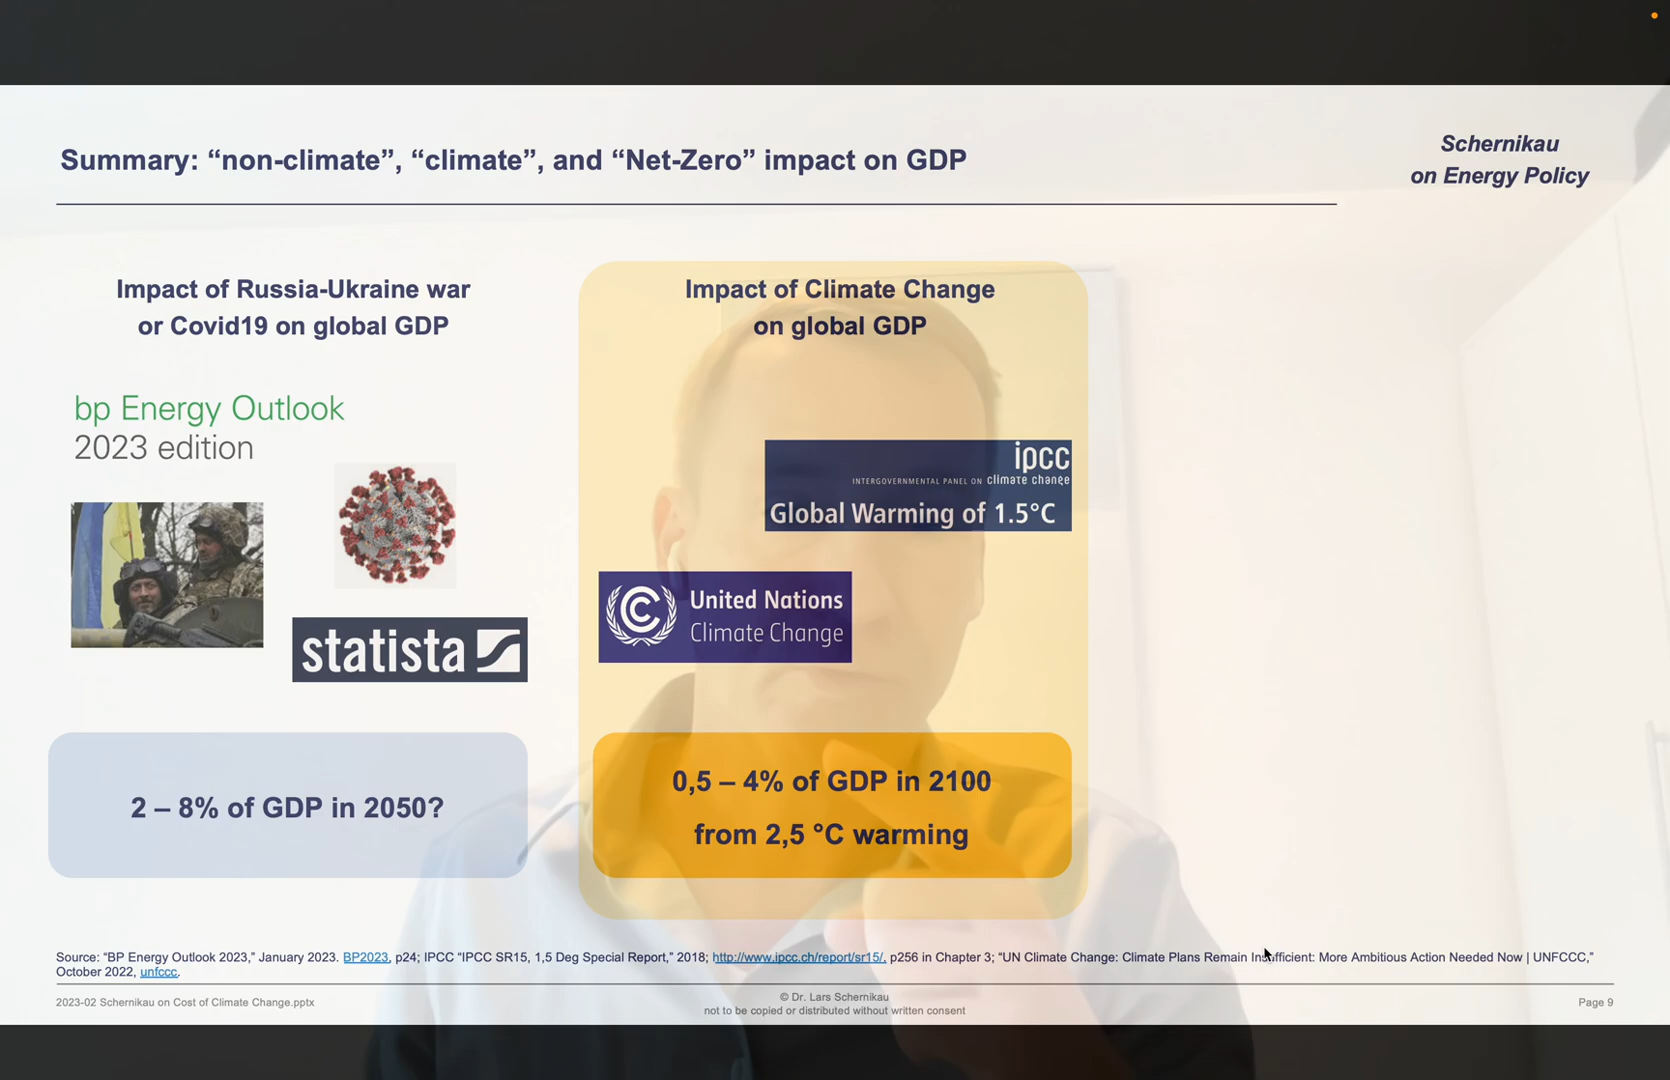 Summary: “non-climate”, “climate”, and “Net-Zero” impact on GDP
Schernikau
on Energy Policy
Impact of Russia-Ukraine war
or Covid19 on global GDP
bp Energy Outlook
2023 edition
statista
2 – 8% of GDP in 2050?
Impact of Climate Change
on global GDP
ipcc
INTERGOVERNMENTAL PANEL ON climate change
Global Warming of 1.5°C
United Nations
Climate Change
0,5 – 4% of GDP in 2100
from 2,5 °C warming
Source: “BP Energy Outlook 2023,” January 2023. BP2023, p24; IPCC “IPCC SR15, 1,5 Deg Special Report,” 2018; http://www.ipcc.ch/report/sr15/, p256 in Chapter 3; “UN Climate Change: Climate Plans Remain Insufficient: More Ambitious Action Needed Now | UNFCCC,”
October 2022, unfccc.
2023-02 Schernikau on Cost of Climate Change.pptx
© Dr. Lars Schernikau
not to be copied or distributed without written consent
Page 9